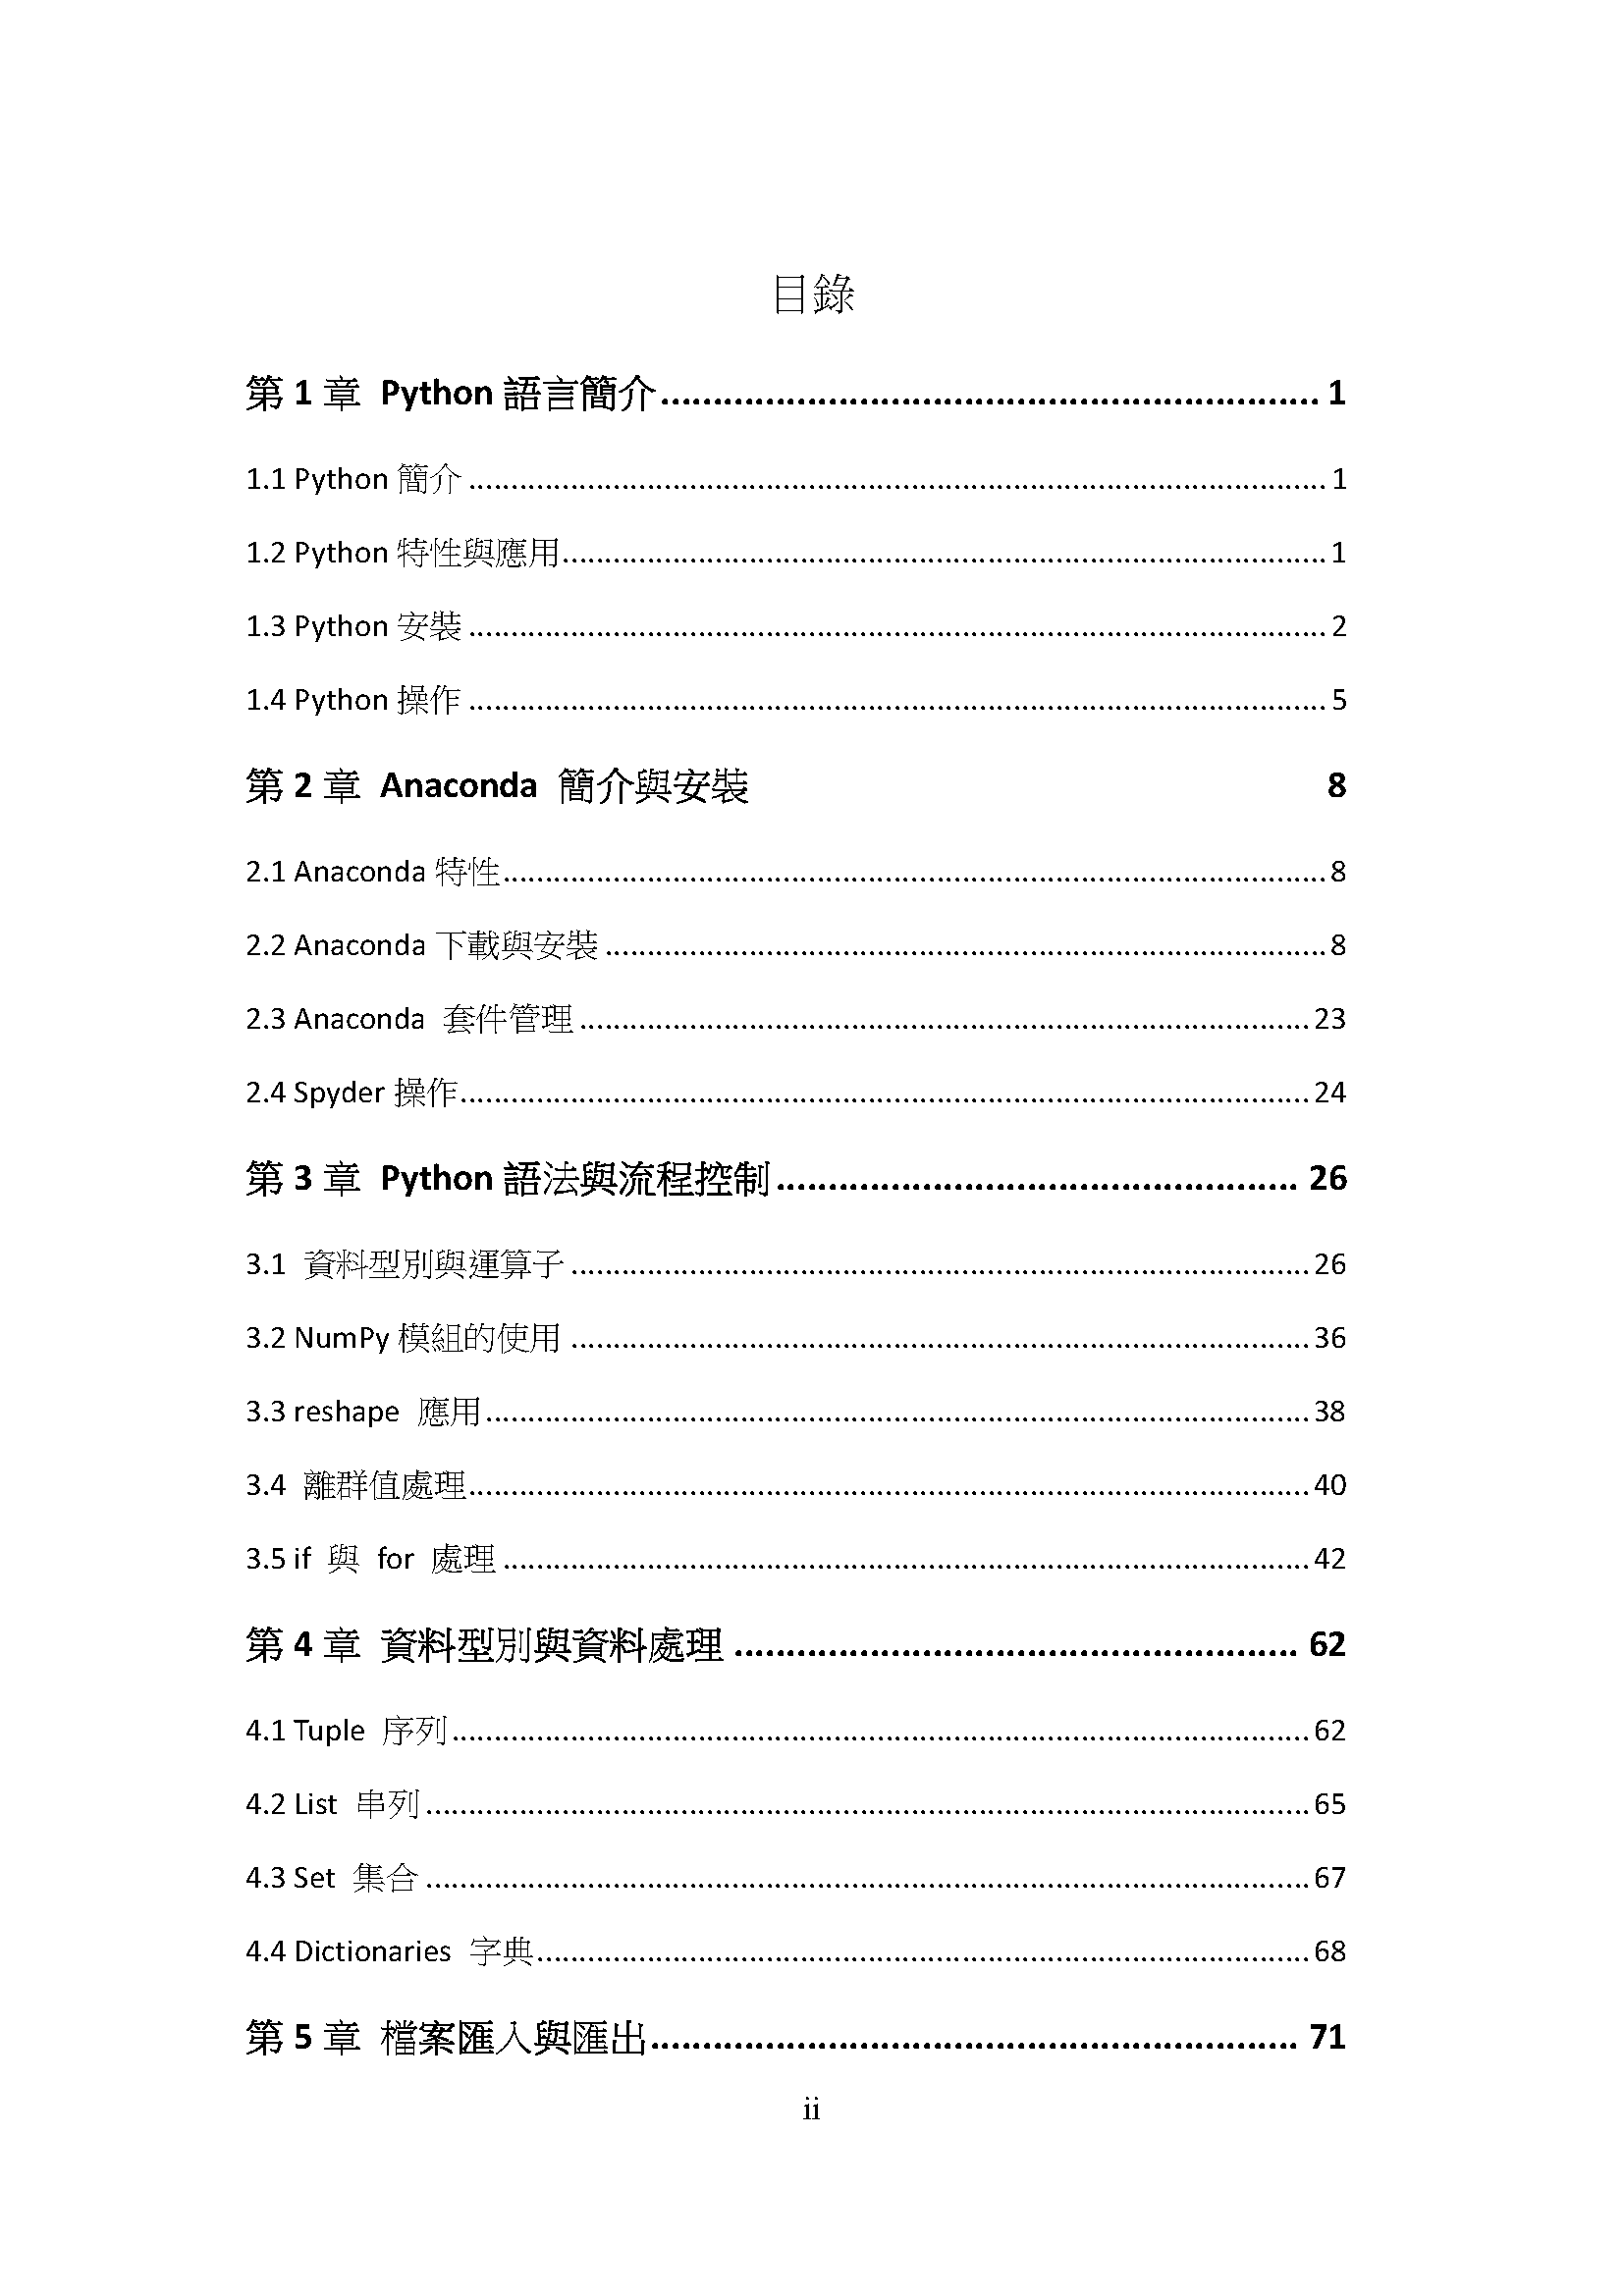 目錄
第 1 章 Python 語言簡介........................................................ 1
1.1 Python 簡介 ........................................................ 1
1.2 Python 特性與應用........................................................ 1
1.3 Python 安裝 ........................................................ 2
1.4 Python 操作 ........................................................ 5
第 2 章 Anaconda 簡介與安裝 8
2.1 Anaconda 特性........................................................ 8
2.2 Anaconda 下載與安裝 ........................................................ 8
2.3 Anaconda 套件管理 ........................................................ 23
2.4 Spyder 操作........................................................ 24
第 3 章 Python 語法與流程控制........................................................ 26
3.1 資料型別與運算子 ........................................................ 26
3.2 NumPy 模組的使用 ........................................................ 36
3.3 reshape 應用........................................................ 38
3.4 離群值處理........................................................ 40
3.5 if 與 for 處理 ........................................................ 42
第 4 章 資料型別與資料處理 ........................................................ 62
4.1 Tuple 序列........................................................ 62
4.2 List 串列 ........................................................ 65
4.3 Set 集合 ........................................................ 67
4.4 Dictionaries 字典........................................................ 68
第 5 章 檔案匯入與匯出........................................................ 71
ii